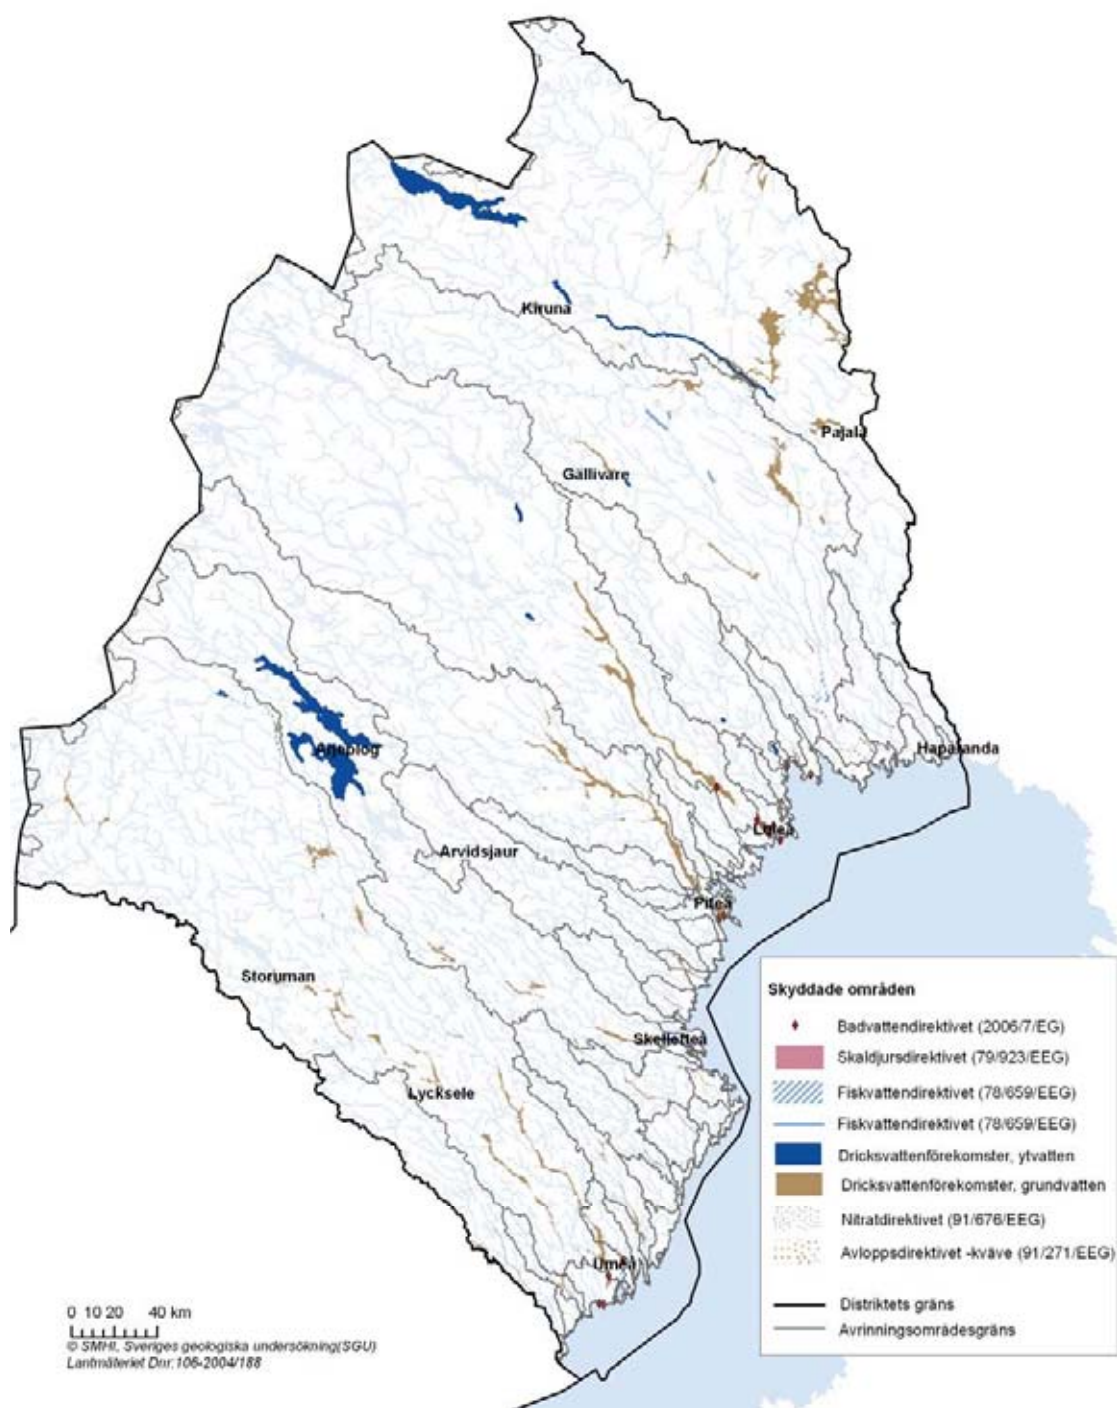 Kiruna
Pajala
Gällivare
Haparanda
Arjeplog
Luleå
Arvidsjaur
Piteå
Storuman
Skellefteå
Lycksele
Umeå
Skyddade områden
Badvattendirektivet (2006/7/EG)
Skaldjursdirektivet (79/923/EEG)
Fiskvattendirektivet (78/659/EEG)
Fiskvattendirektivet (78/659/EEG)
Dricksvattenförekomster, ytvatten
Dricksvattenförekomster, grundvatten
Nitratdirektivet (91/676/EEG)
Avloppsdirektivet -kväve (91/271/EEG)
Distriktets gräns
Avrinningsområdesgräns
0 10 20 40 km
© SMHI, Sveriges geologiska undersökning(SGU)
Lantmäteriet Dnr:106-2004/188